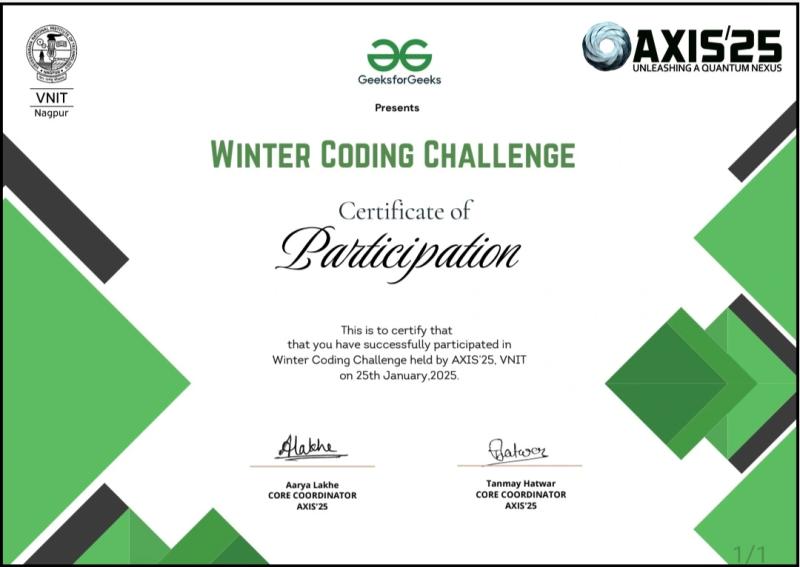 VNIT
Nagpur
GeeksforGeeks
AXIS'25
UNLEASHING A QUANTUM NEXUS
Presents
WINTER CODING CHALLENGE
Certificate of
Participation
This is to certify that
that you have successfully participated in
Winter Coding Challenge held by AXIS'25, VNIT
on 25th January,2025.
Alakhe
Aarya Lakhe
CORE COORDINATOR
AXIS'25
Tanmay Hatwar
CORE COORDINATOR
AXIS'25
1/1